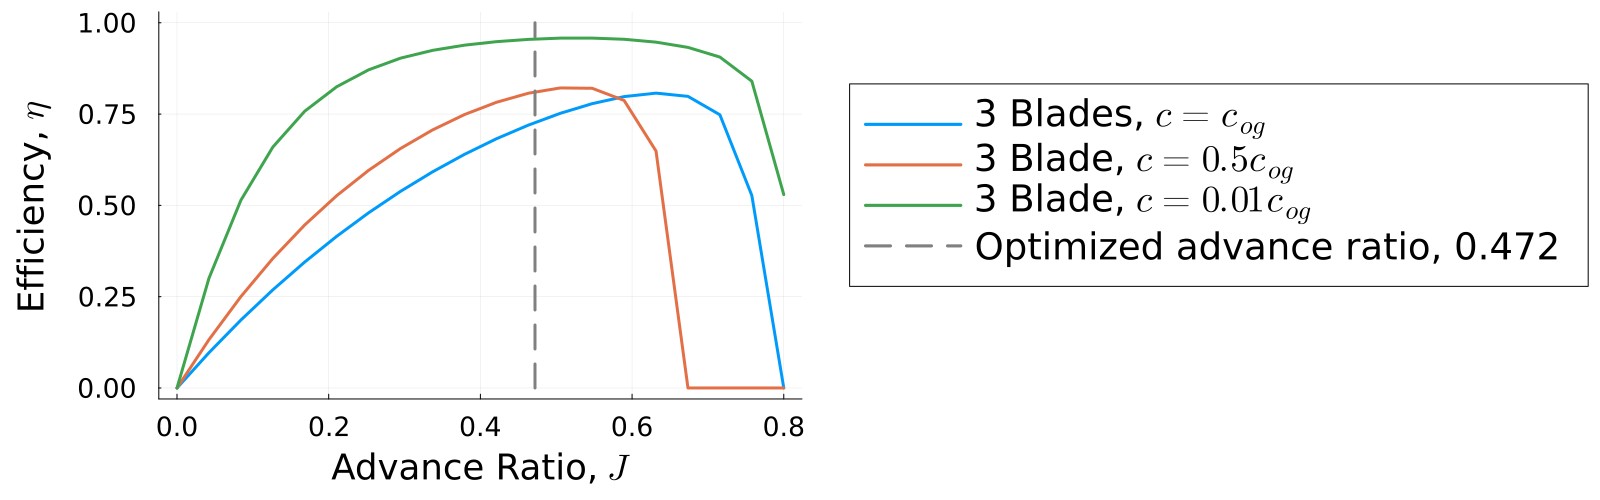 1.00
0.75
0.50
0.25
0.00
Efficiency, η
0.0 0.2 0.4 0.6 0.8
Advance Ratio, J
3 Blades, c = c_og
3 Blade, c = 0.5c_og
3 Blade, c = 0.01c_og
Optimized advance ratio, 0.472